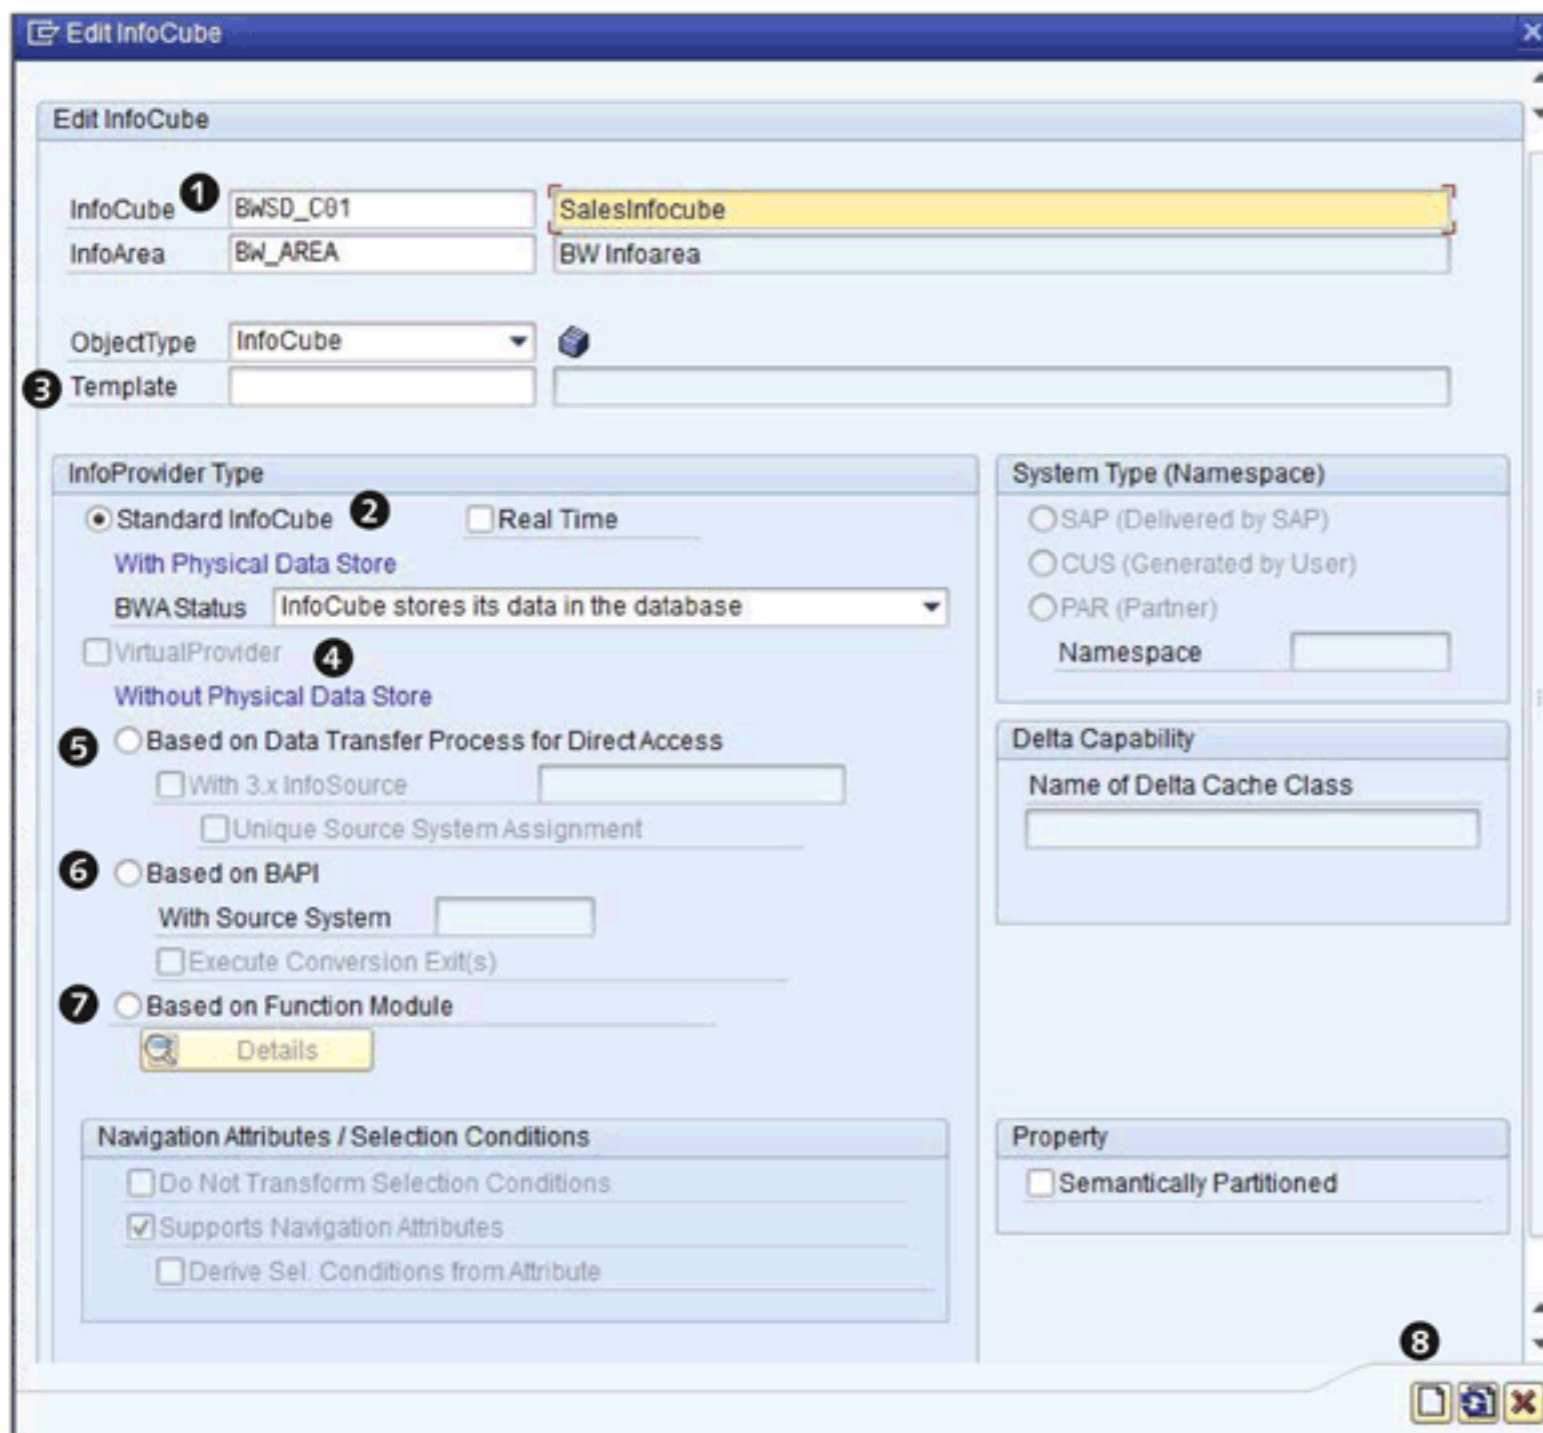 Edit InfoCube
Edit InfoCube
InfoCube 1 BWSD_C01 SalesInfocube
InfoArea BW_AREA BW Infoarea
ObjectType InfoCube
3 Template
InfoProvider Type
Standard InfoCube 2 Real Time
With Physical Data Store
BWA Status InfoCube stores its data in the database
VirtualProvider 4
Without Physical Data Store
5 Based on Data Transfer Process for Direct Access
With 3.x InfoSource
Unique Source System Assignment
6 Based on BAPI
With Source System
Execute Conversion Exit(s)
7 Based on Function Module
Details
Navigation Attributes / Selection Conditions
Do Not Transform Selection Conditions
Supports Navigation Attributes
Derive Sel. Conditions from Attribute
System Type (Namespace)
SAP (Delivered by SAP)
CUS (Generated by User)
PAR (Partner)
Namespace
Delta Capability
Name of Delta Cache Class
Property
Semantically Partitioned
8